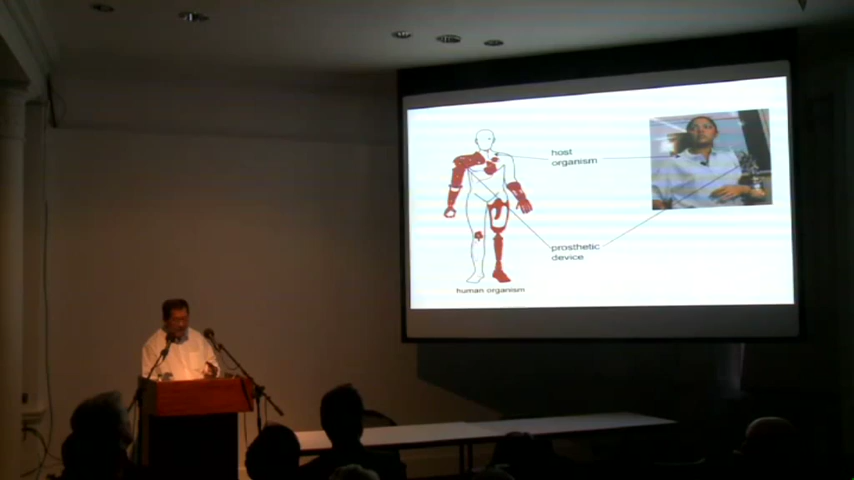 host
organism
prosthetic
device
human organism